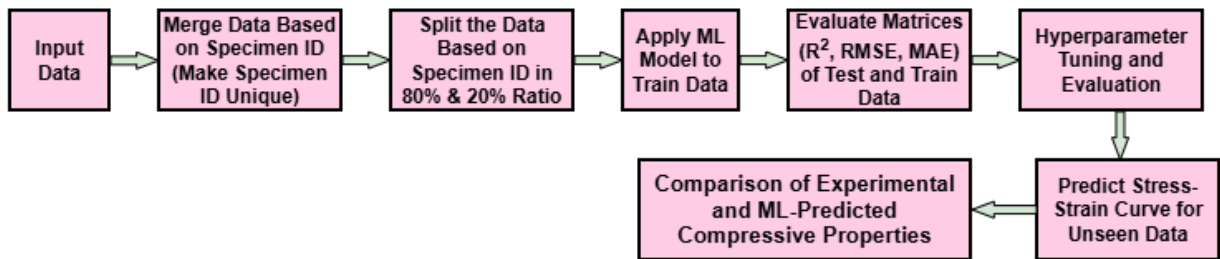 Input
Data
Merge Data Based
on Specimen ID
(Make Specimen
ID Unique)
Split the Data
Based on
Specimen ID in
80% & 20% Ratio
Apply ML
Model to
Train Data
Evaluate Matrices
(R², RMSE, MAE)
of Test and Train
Data
Hyperparameter
Tuning and
Evaluation
Predict Stress-
Strain Curve for
Unseen Data
Comparison of Experimental
and ML-Predicted
Compressive Properties